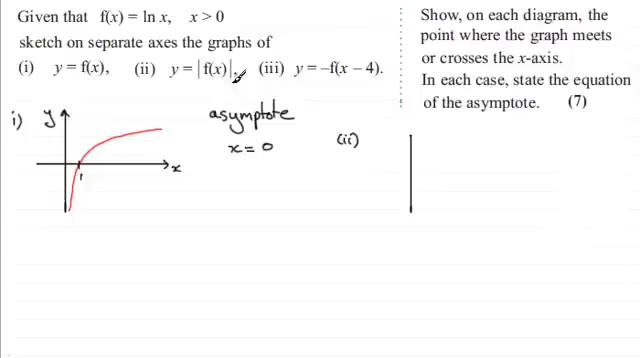 Given that f(x) = ln x, x > 0
sketch on separate axes the graphs of
(i) y = f(x), (ii) y = |f(x)|, (iii) y = –f(x – 4).
Show, on each diagram, the
point where the graph meets
or crosses the x-axis.
In each case, state the equation
of the asymptote. (7)
i) y
x
1
asymptote
x = 0
(ii)